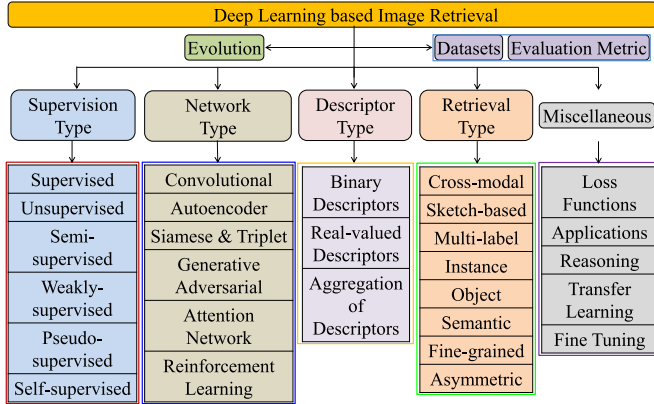 Deep Learning based Image Retrieval
Evolution
Datasets
Evaluation Metric
Supervision
Type
Network
Type
Descriptor
Type
Retrieval Type
Miscellaneous
Supervised
Unsupervised
Semi-
supervised
Weakly-
supervised
Pseudo-
supervised
Self-supervised
Convolutional
Autoencoder
Siamese & Triplet
Generative
Adversarial
Attention
Network
Reinforcement
Learning
Binary
Descriptors
Real-valued
Descriptors
Aggregation
of
Descriptors
Cross-modal
Sketch-based
Multi-label
Instance
Object
Semantic
Fine-grained
Asymmetric
Loss
Functions
Applications
Reasoning
Transfer
Learning
Fine Tuning